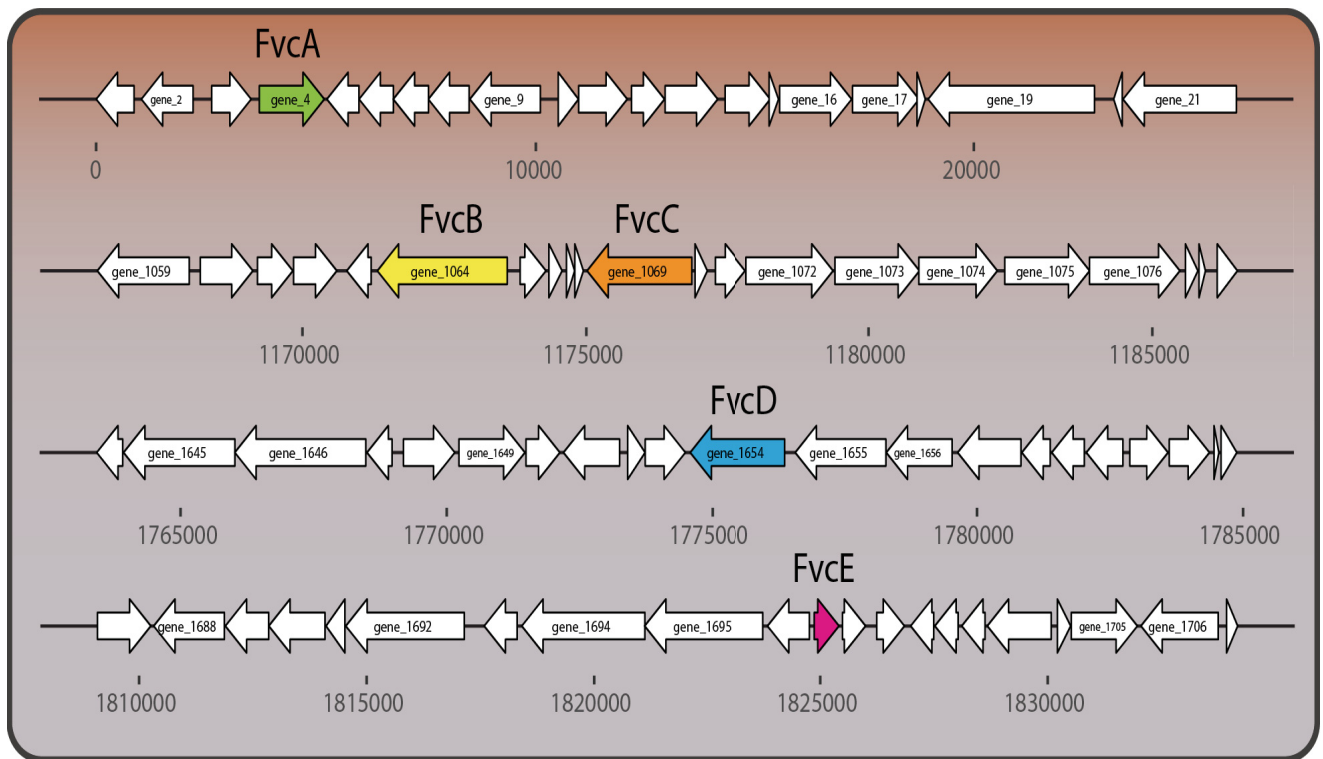 FvcA
gene_2 gene_4 gene_9 gene_16 gene_17 gene_19 gene_21
0 10000 20000
FvcB FvcC
gene_1059 gene_1064 gene_1069 gene_1072 gene_1073 gene_1074 gene_1075 gene_1076
1170000 1175000 1180000 1185000
FvcD
gene_1645 gene_1646 gene_1649 gene_1654 gene_1655 gene_1656
1765000 1770000 1775000 1780000 1785000
FvcE
gene_1688 gene_1692 gene_1694 gene_1695 gene_1705 gene_1706
1810000 1815000 1820000 1825000 1830000